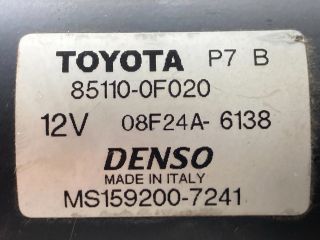 TOYOTA P7 B
85110-0F020
12V 08F24A-6138
DENSO
MADE IN ITALY
MS159200-7241